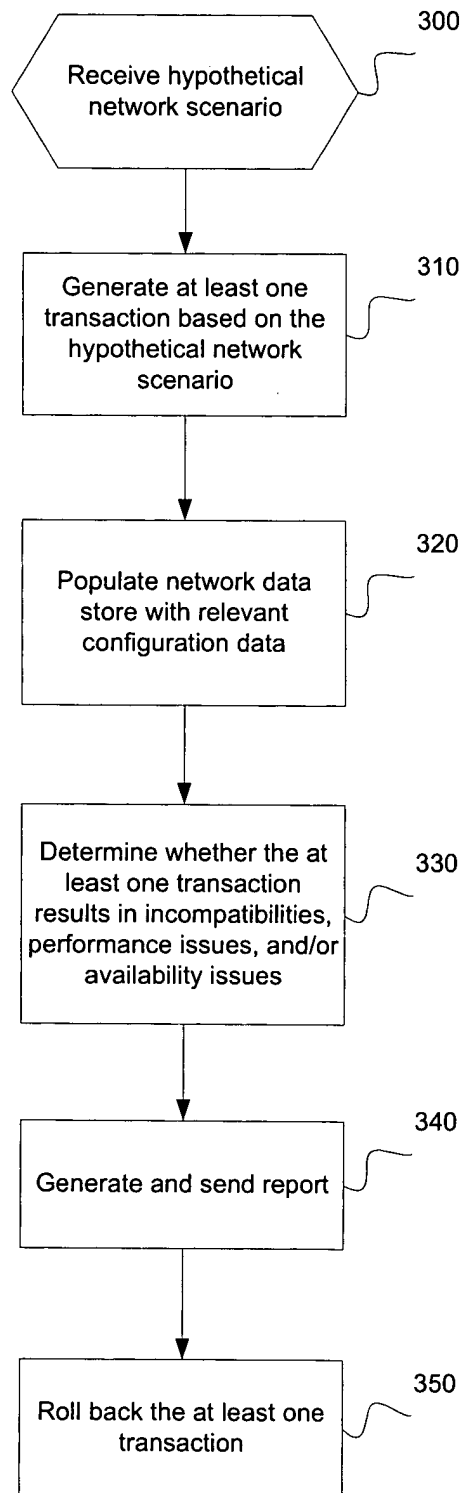 300
Receive hypothetical
network scenario
310
Generate at least one
transaction based on the
hypothetical network
scenario
320
Populate network data
store with relevant
configuration data
330
Determine whether the at
least one transaction
results in incompatibilities,
performance issues, and/or
availability issues
340
Generate and send report
350
Roll back the at least one
transaction